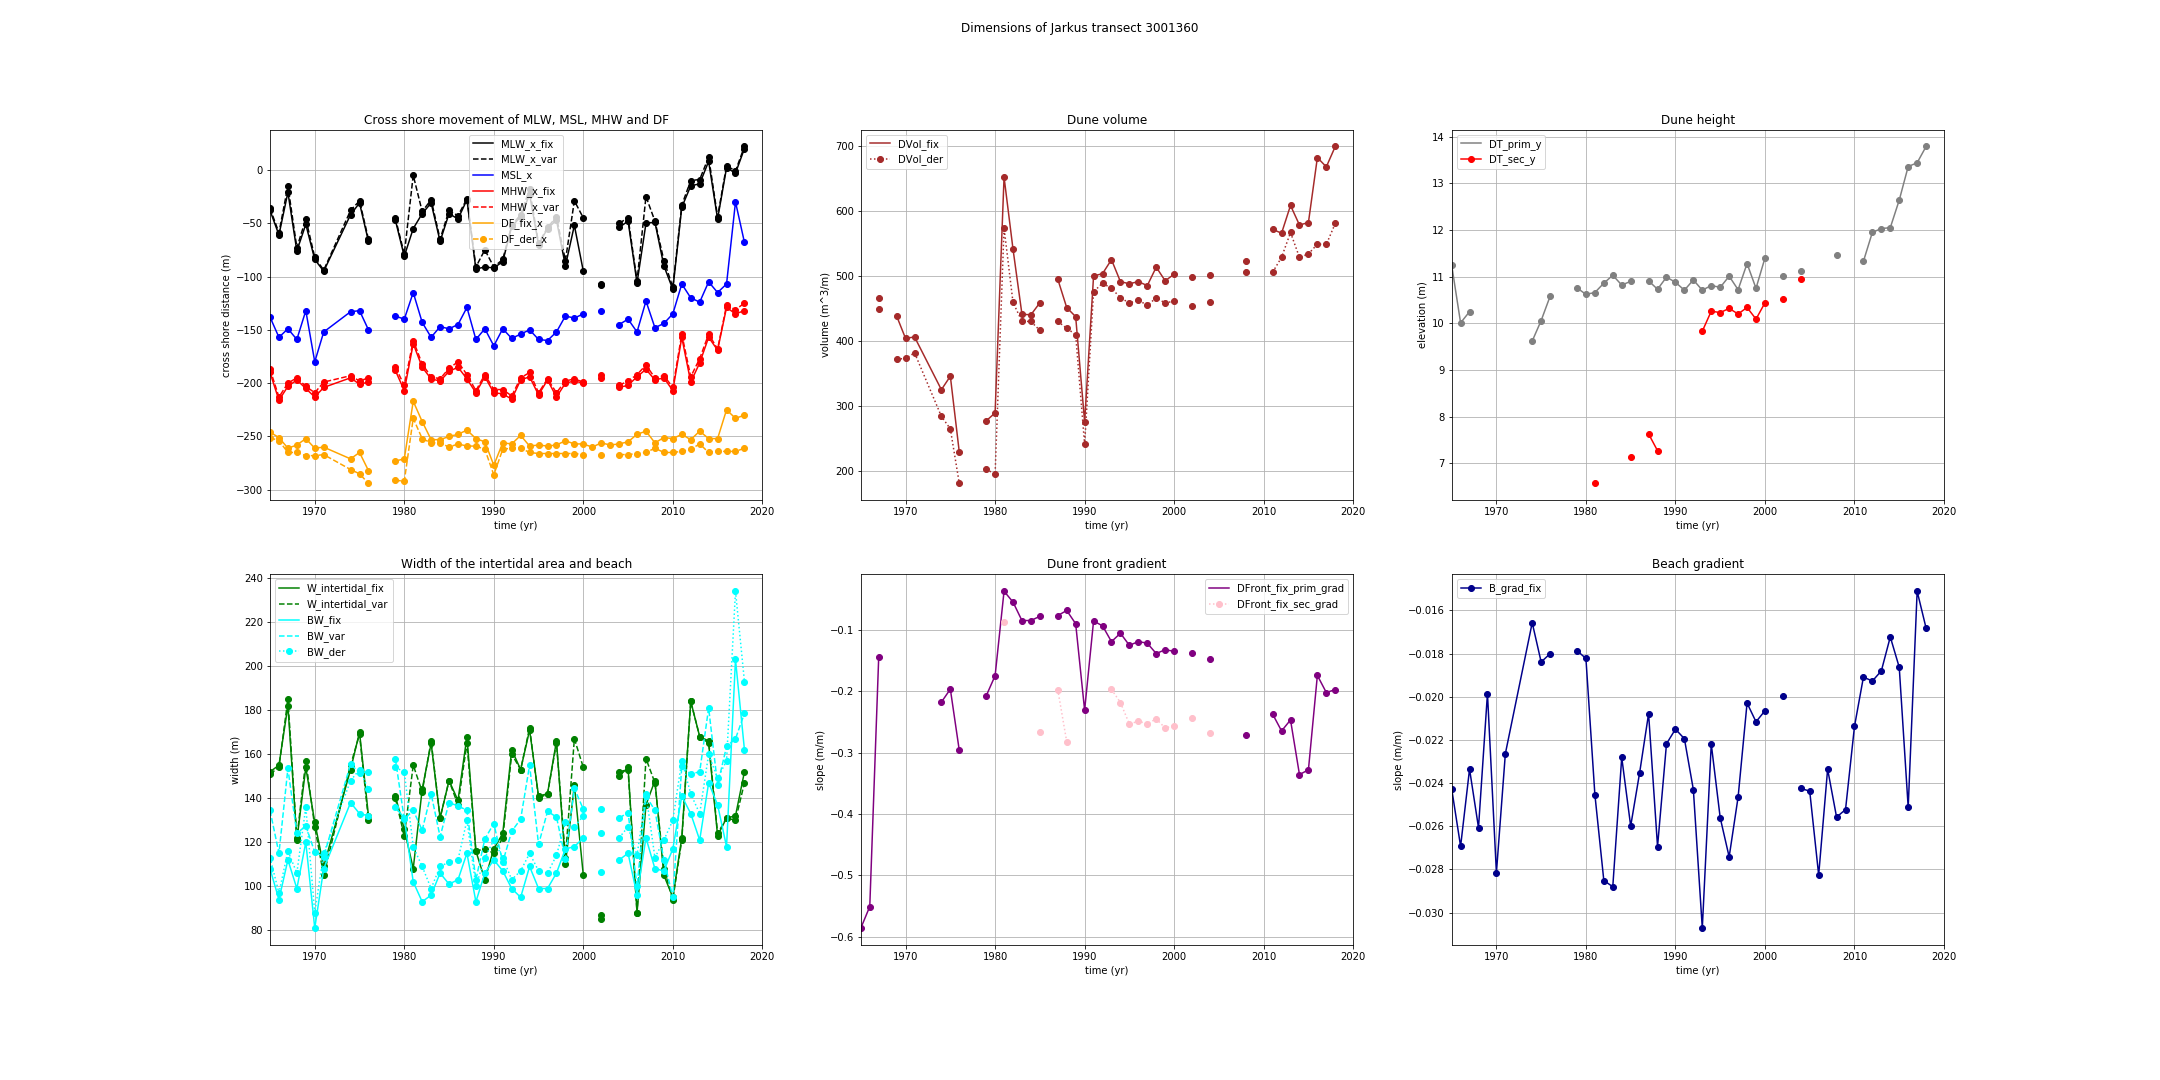 Dimensions of Jarkus transect 3001360
Cross shore movement of MLW, MSL, MHW and DF
MLW_x_fix
MLW_x_var
MSL_x
MHW_x_fix
MHW_x_var
DF_fix_x
DF_der_x
cross shore distance (m)
0
−50
−100
−150
−200
−250
−300
1970
1980
1990
2000
2010
2020
time (yr)
Dune volume
DVol_fix
DVol_der
volume (m^3/m)
700
600
500
400
300
200
1970
1980
1990
2000
2010
2020
time (yr)
Dune height
DT_prim_y
DT_sec_y
elevation (m)
14
13
12
11
10
9
8
7
1970
1980
1990
2000
2010
2020
time (yr)
Width of the intertidal area and beach
W_intertidal_fix
W_intertidal_var
BW_fix
BW_var
BW_der
width (m)
240
220
200
180
160
140
120
100
80
1970
1980
1990
2000
2010
2020
time (yr)
Dune front gradient
DFront_fix_prim_grad
DFront_fix_sec_grad
slope (m/m)
−0.1
−0.2
−0.3
−0.4
−0.5
−0.6
1970
1980
1990
2000
2010
2020
time (yr)
Beach gradient
B_grad_fix
slope (m/m)
−0.016
−0.018
−0.020
−0.022
−0.024
−0.026
−0.028
−0.030
1970
1980
1990
2000
2010
2020
time (yr)